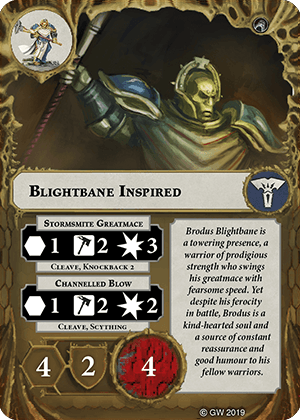 Blightbane Inspired
Stormsmite Greatmace
1 2 3
Cleave, Knockback 2
Channelled Blow
1 2 2
Cleave, Scything
4 2 4
Brodus Blightbane is
a towering presence, a
warrior of prodigious
strength who swings
his greatmace with
fearsome speed. Yet
despite his ferocity
in battle, Brodus is a
kind-hearted soul and
a source of constant
reassurance and
good humour to his
fellow warriors.
© GW 2019